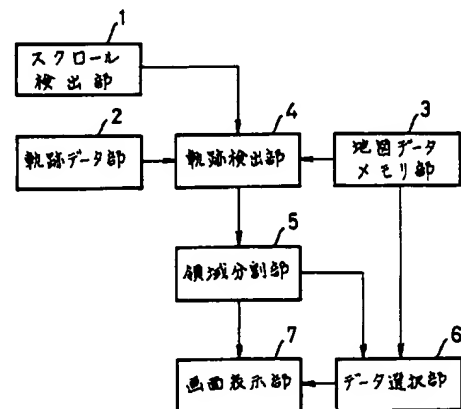 1
スクロール
検出部
2
軌跡データ部
4
軌跡検出部
3
地図データ
メモリ部
5
領域分割部
7
画面表示部
6
データ選択部